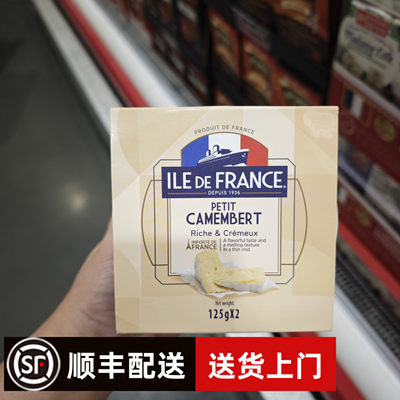 PRODUIT DE FRANCE
ILE DE FRANCE®
DEPUIS 1936
PETIT
CAMEMBERT
Riche & Crémeux
IMPORTÉ DE
FRANCE
A flavorful taste and
a melting texture
in a thin rind
Net weight
125gX2
SF 顺丰配送 送货上门